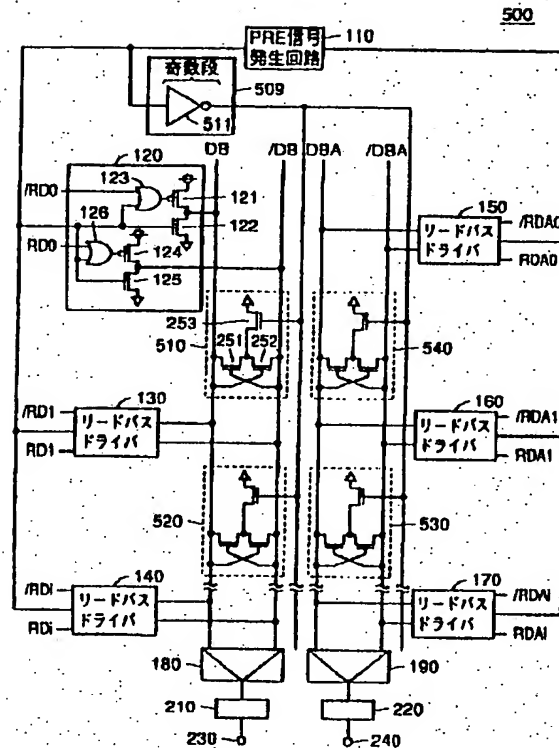 500
PRE信号
発生回路
110
奇数段
509
511
120
DB
/DB
DBA
/DBA
/RD0
123
121
122
126
RD0
124
125
150
/RDA0
リードバス
ドライバ
RDA0
253
251
252
510
540
/RD1
130
リードバス
ドライバ
RD1
160
/RDA1
リードバス
ドライバ
RDA1
520
530
/RDi
140
リードバス
ドライバ
RDi
170
/RDAi
リードバス
ドライバ
RDAi
180
190
210
220
230
240